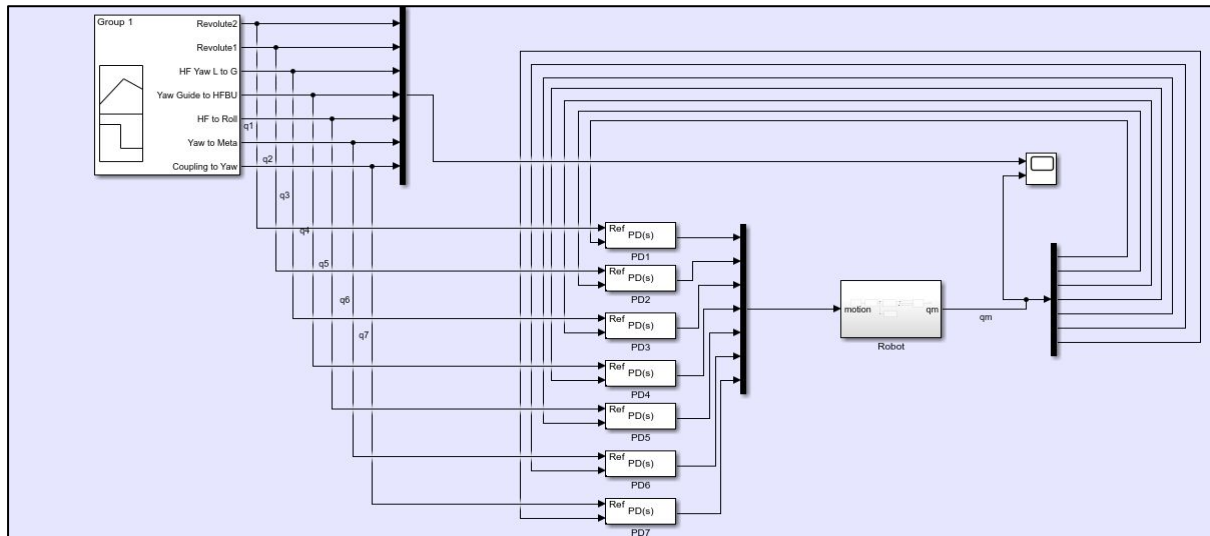 Group 1
Revolute2
Revolute1
HF Yaw L to G
Yaw Guide to HFBU
HF to Roll
Yaw to Meta
Coupling to Yaw
q1
q2
q3
q4
q5
q6
q7
Ref
PD(s)
PD1
Ref
PD(s)
PD2
Ref
PD(s)
PD3
Ref
PD(s)
PD4
Ref
PD(s)
PD5
Ref
PD(s)
PD6
Ref
PD(s)
PD7
motion
qm
Robot
qm